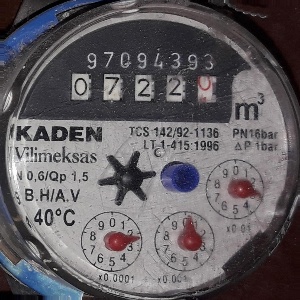 97094393
0722
m³
KADEN
TCS 142/92-1136 PN16bar
Vilimeksas
LT 1-415:1996 ΔP 1bar
N 0,6/Qp 1,5
B.H/A.V
40°C
x0.01
x0.001
x0.0001